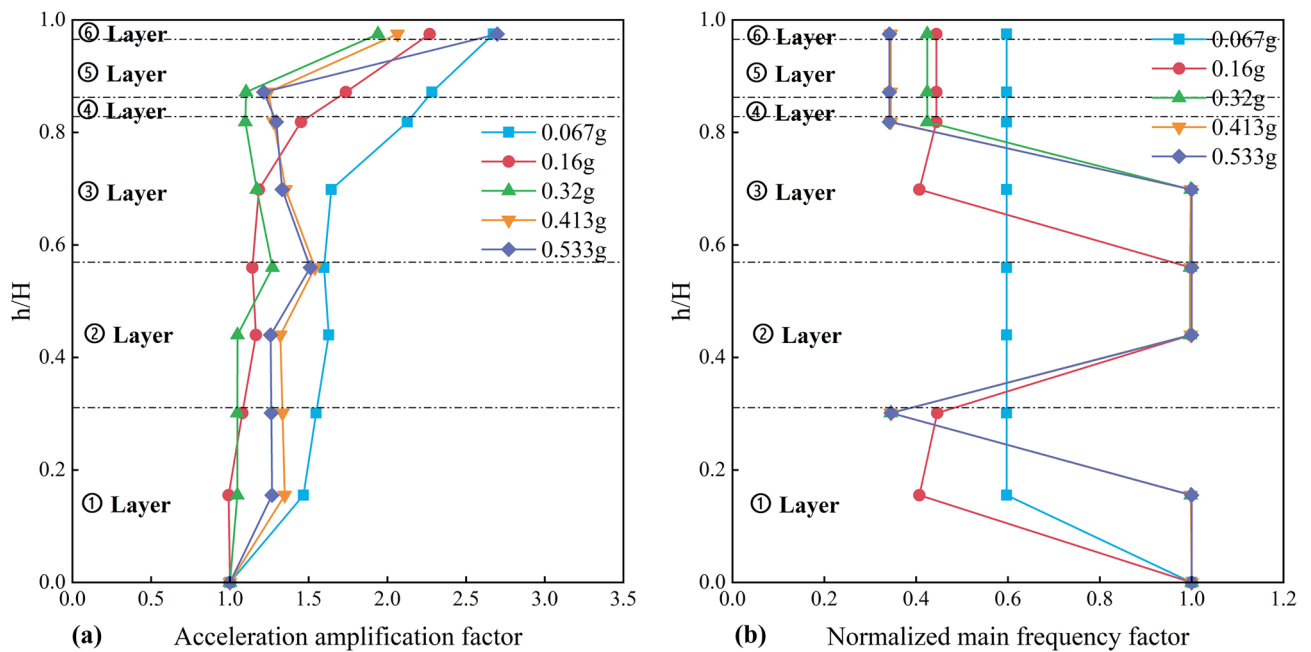 1.0
0.8
0.6
0.4
0.2
0.0
h/H
⑥ Layer
⑤ Layer
④ Layer
③ Layer
② Layer
① Layer
0.067g
0.16g
0.32g
0.413g
0.533g
0.0 0.5 1.0 1.5 2.0 2.5 3.0 3.5
(a) Acceleration amplification factor
1.0
0.8
0.6
0.4
0.2
0.0
h/H
⑥ Layer
⑤ Layer
④ Layer
③ Layer
② Layer
① Layer
0.067g
0.16g
0.32g
0.413g
0.533g
0.0 0.2 0.4 0.6 0.8 1.0 1.2
(b) Normalized main frequency factor